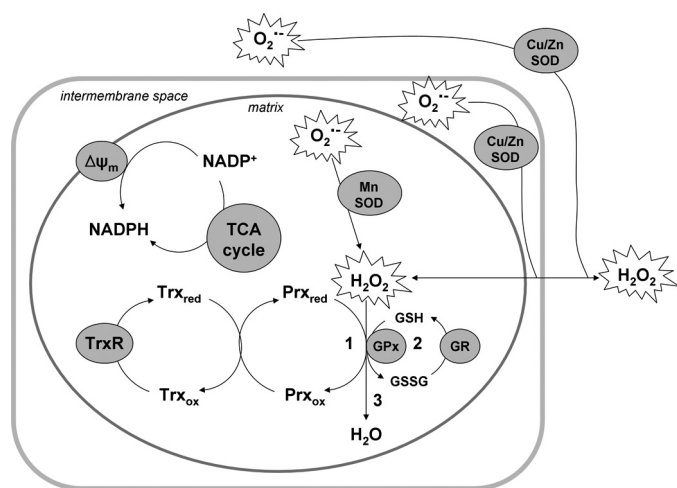 O₂·--
Cu/Zn
SOD
intermembrane space
matrix
O₂·--
O₂·--
Cu/Zn
SOD
ΔΨm
NADP⁺
Mn
SOD
NADPH
TCA
cycle
H₂O₂
H₂O₂
Trxred
Prxred
GSH
TrxR
1
GPx
2
GR
GSSG
Trxox
Prxox
3
H₂O